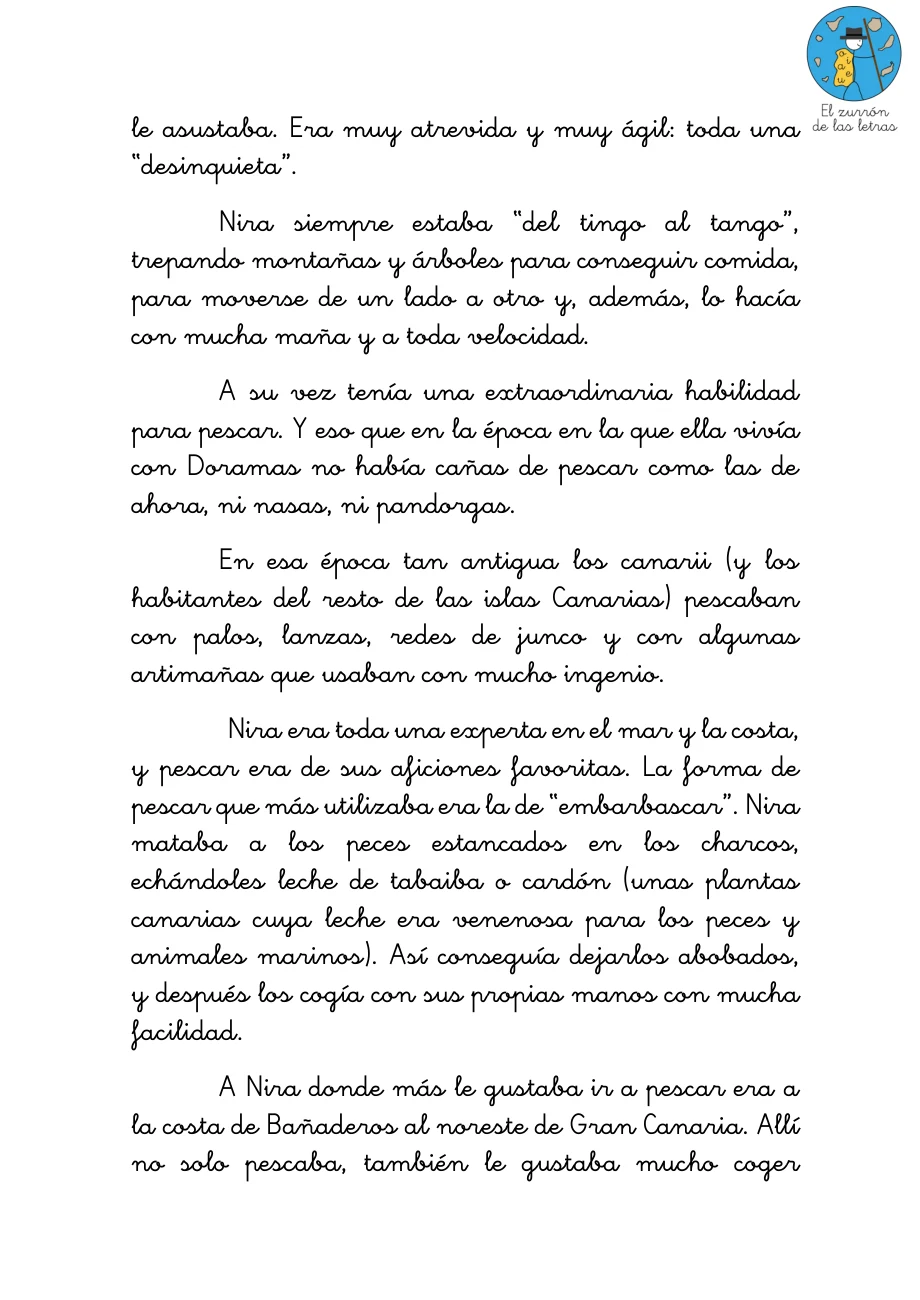 El zurrón
de las letras
le asustaba. Era muy atrevida y muy ágil: toda una
“desinquieta”.
Nira siempre estaba “del tingo al tango”,
trepando montañas y árboles para conseguir comida,
para moverse de un lado a otro y, además, lo hacía
con mucha maña y a toda velocidad.
A su vez tenía una extraordinaria habilidad
para pescar. Y eso que en la época en la que ella vivía
con Doramas no había cañas de pescar como las de
ahora, ni nasas, ni pandorgas.
En esa época tan antigua los canarii (y los
habitantes del resto de las islas Canarias) pescaban
con palos, lanzas, redes de junco y con algunas
artimañas que usaban con mucho ingenio.
Nira era toda una experta en el mar y la costa,
y pescar era de sus aficiones favoritas. La forma de
pescar que más utilizaba era la de “embarbascar”. Nira
mataba a los peces estancados en los charcos,
echándoles leche de tabaiba o cardón (unas plantas
canarias cuya leche era venenosa para los peces y
animales marinos). Así conseguía dejarlos abobados,
y después los cogía con sus propias manos con mucha
facilidad.
A Nira donde más le gustaba ir a pescar era a
la costa de Bañaderos al noreste de Gran Canaria. Allí
no solo pescaba, también le gustaba mucho coger